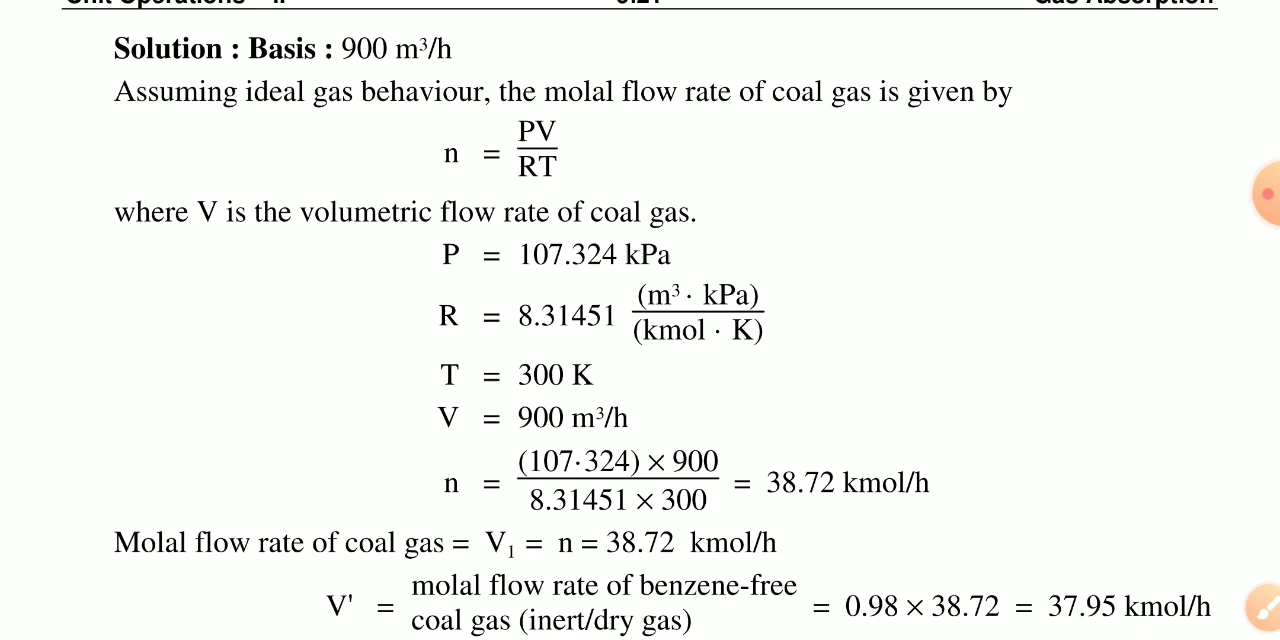 Solution : Basis : 900 m³/h
Assuming ideal gas behaviour, the molal flow rate of coal gas is given by
n = PV/RT
where V is the volumetric flow rate of coal gas.
P = 107.324 kPa
R = 8.31451 (m³· kPa)/(kmol · K)
T = 300 K
V = 900 m³/h
n = (107·324) × 900/8.31451 × 300 = 38.72 kmol/h
Molal flow rate of coal gas = V₁ = n = 38.72 kmol/h
V' = molal flow rate of benzene-free coal gas (inert/dry gas) = 0.98 × 38.72 = 37.95 kmol/h